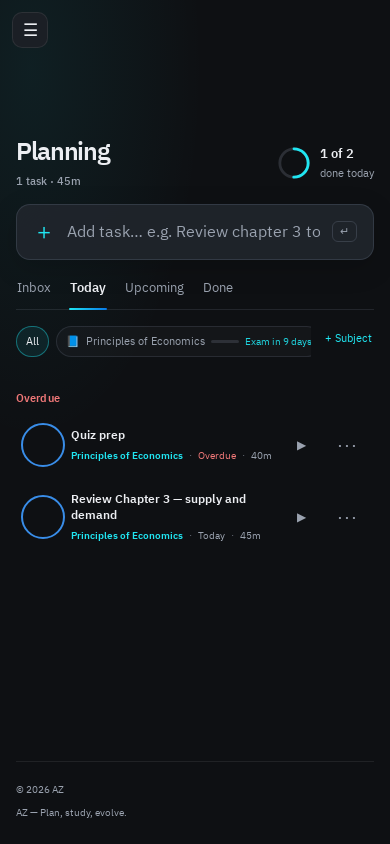 Planning
1 task · 45m
1 of 2
done today
+ Add task... e.g. Review chapter 3 to ↵
Inbox Today Upcoming Done
All Principles of Economics Exam in 9 days + Subject
Overdue
Quiz prep
Principles of Economics · Overdue · 40m
Review Chapter 3 — supply and
demand
Principles of Economics · Today · 45m
© 2026 AZ
AZ — Plan, study, evolve.